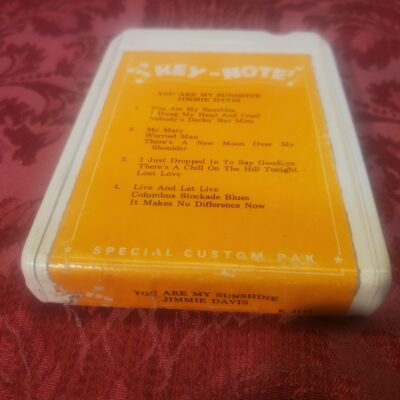 KEY-NOTE
YOU ARE MY SUNSHINE
JIMMIE DAVIS
1. You Are My Sunshine
I Hung My Head And Cried
Nobody's Darlin' But Mine
2. My Mary
Worried Man
There's A New Moon Over My
Shoulder
3. I Just Dropped In To Say Goodbye
There's A Chill On The Hill Tonight
Lost Love
4. Live And Let Live
Columbus Stockade Blues
It Makes No Difference Now
SPECIAL CUSTOM PAK
YOU ARE MY SUNSHINE
JIMMIE DAVIS